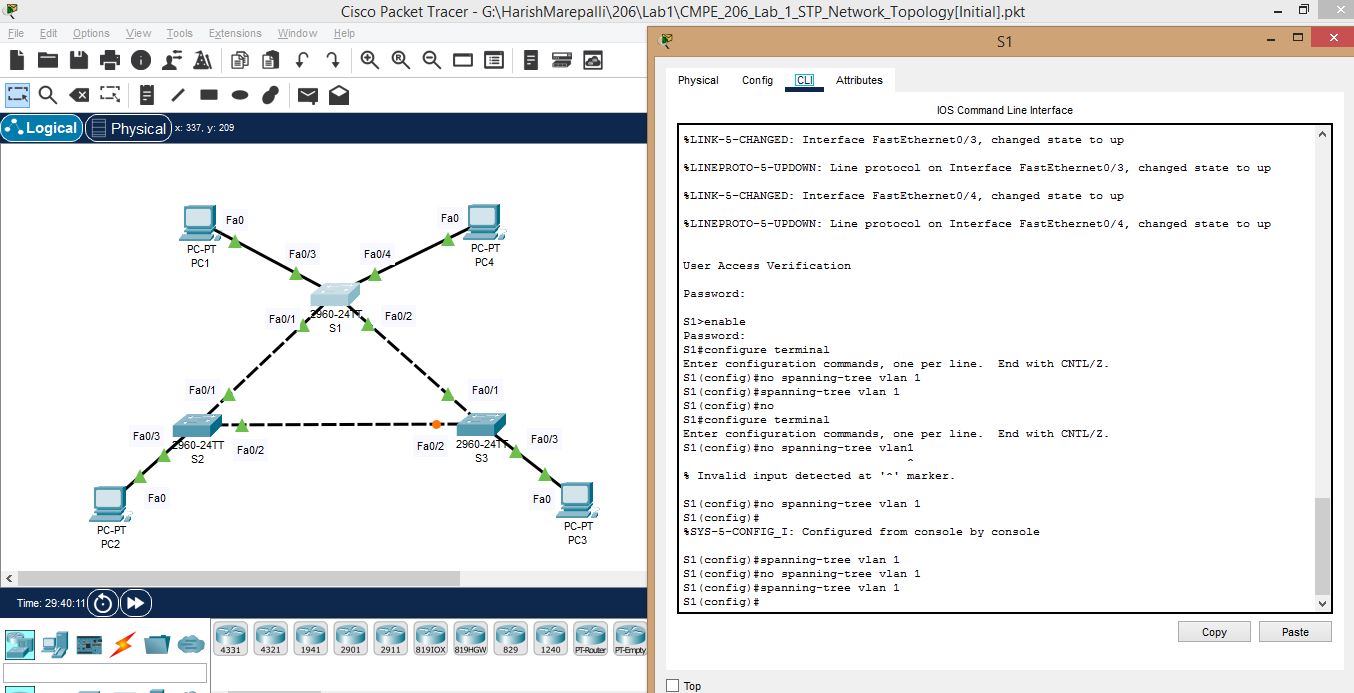 Cisco Packet Tracer - G:\HarishMarepalli\206\Lab1\CMPE_206_Lab_1_STP_Network_Topology[Initial].pkt
File Edit Options View Tools Extensions Window Help
Logical Physical x: 337, y: 209
Fa0
Fa0
PC-PT
PC1
PC-PT
PC4
Fa0/3
Fa0/4
2960-24TT
S1
Fa0/1
Fa0/2
Fa0/1
Fa0/1
2960-24TT
S2
2960-24TT
S3
Fa0/3
Fa0/2
Fa0/2
Fa0/3
Fa0
Fa0
PC-PT
PC2
PC-PT
PC3
Time: 29:40:11
4331 4321 1941 2901 2911 819IOX 819HGW 829 1240 PT-Router PT-Empty
S1
Physical Config CLI Attributes
IOS Command Line Interface
%LINK-5-CHANGED: Interface FastEthernet0/3, changed state to up
%LINEPROTO-5-UPDOWN: Line protocol on Interface FastEthernet0/3, changed state to up
%LINK-5-CHANGED: Interface FastEthernet0/4, changed state to up
%LINEPROTO-5-UPDOWN: Line protocol on Interface FastEthernet0/4, changed state to up
User Access Verification
Password:
S1>enable
Password:
S1#configure terminal
Enter configuration commands, one per line.  End with CNTL/Z.
S1(config)#no spanning-tree vlan 1
S1(config)#spanning-tree vlan 1
S1(config)#no
S1#configure terminal
Enter configuration commands, one per line.  End with CNTL/Z.
S1(config)#no spanning-tree vlan1
^
% Invalid input detected at '^' marker.
S1(config)#no spanning-tree vlan 1
S1(config)#
%SYS-5-CONFIG_I: Configured from console by console
S1(config)#spanning-tree vlan 1
S1(config)#no spanning-tree vlan 1
S1(config)#spanning-tree vlan 1
S1(config)#
Copy Paste
Top